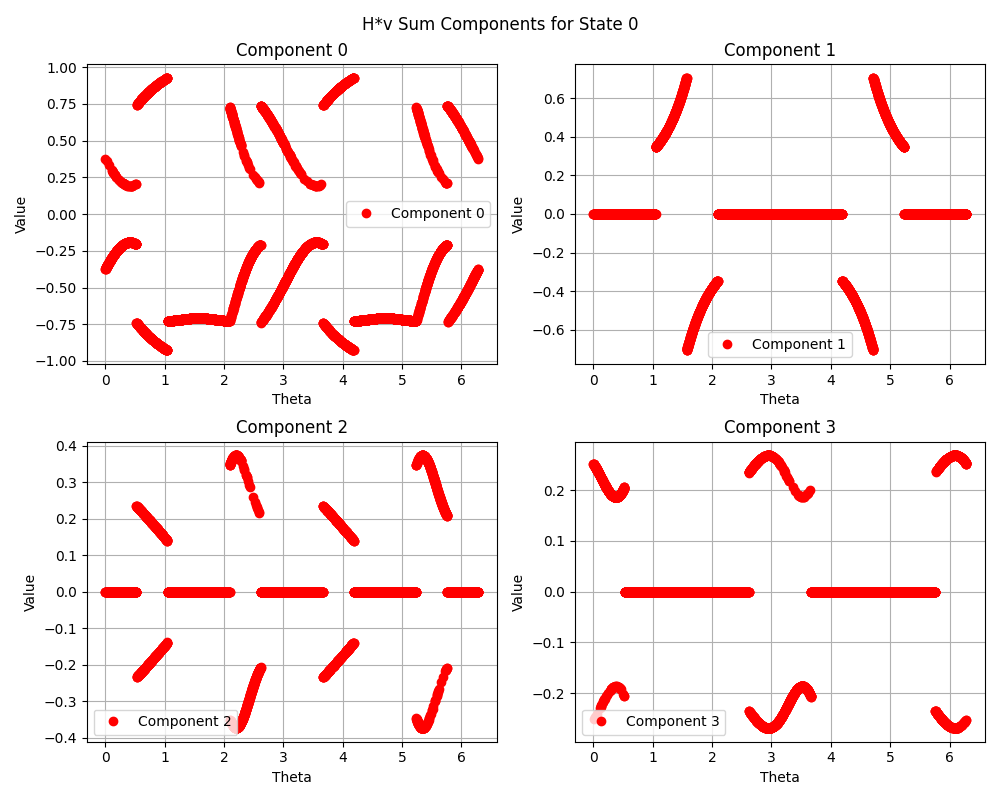 H*v Sum Components for State 0
Component 0
1.00
0.75
0.50
0.25
0.00
−0.25
−0.50
−0.75
−1.00
Value
Component 0
0 1 2 3 4 5 6
Theta
Component 1
0.6
0.4
0.2
0.0
−0.2
−0.4
−0.6
Value
Component 1
0 1 2 3 4 5 6
Theta
Component 2
0.4
0.3
0.2
0.1
0.0
−0.1
−0.2
−0.3
−0.4
Value
Component 2
0 1 2 3 4 5 6
Theta
Component 3
0.2
0.1
0.0
−0.1
−0.2
Value
Component 3
0 1 2 3 4 5 6
Theta